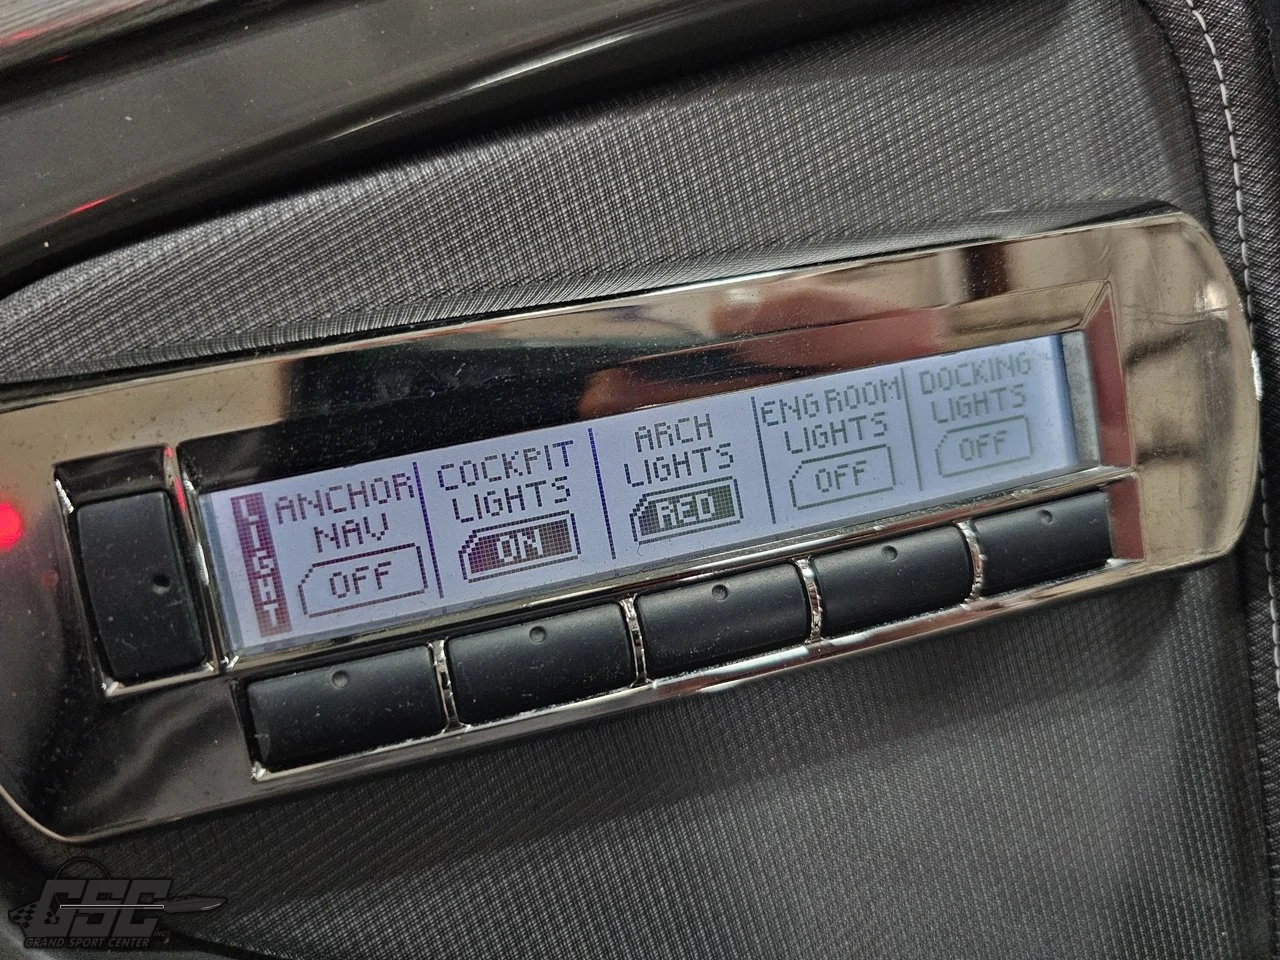 LIGHT
ANCHOR
NAV
OFF
COCKPIT
LIGHTS
ON
ARCH
LIGHTS
RED
ENG ROOM
LIGHTS
OFF
DOCKING
LIGHTS
OFF
GSC
INC
GRAND SPORT CENTER